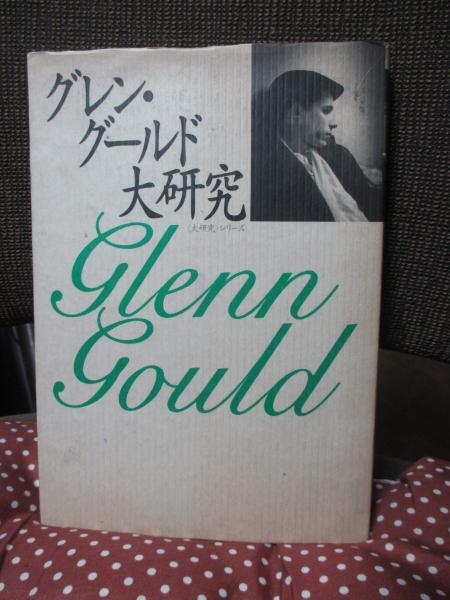 グレン・
グールド
大研究
〈大研究〉シリーズ
Glenn
Gould